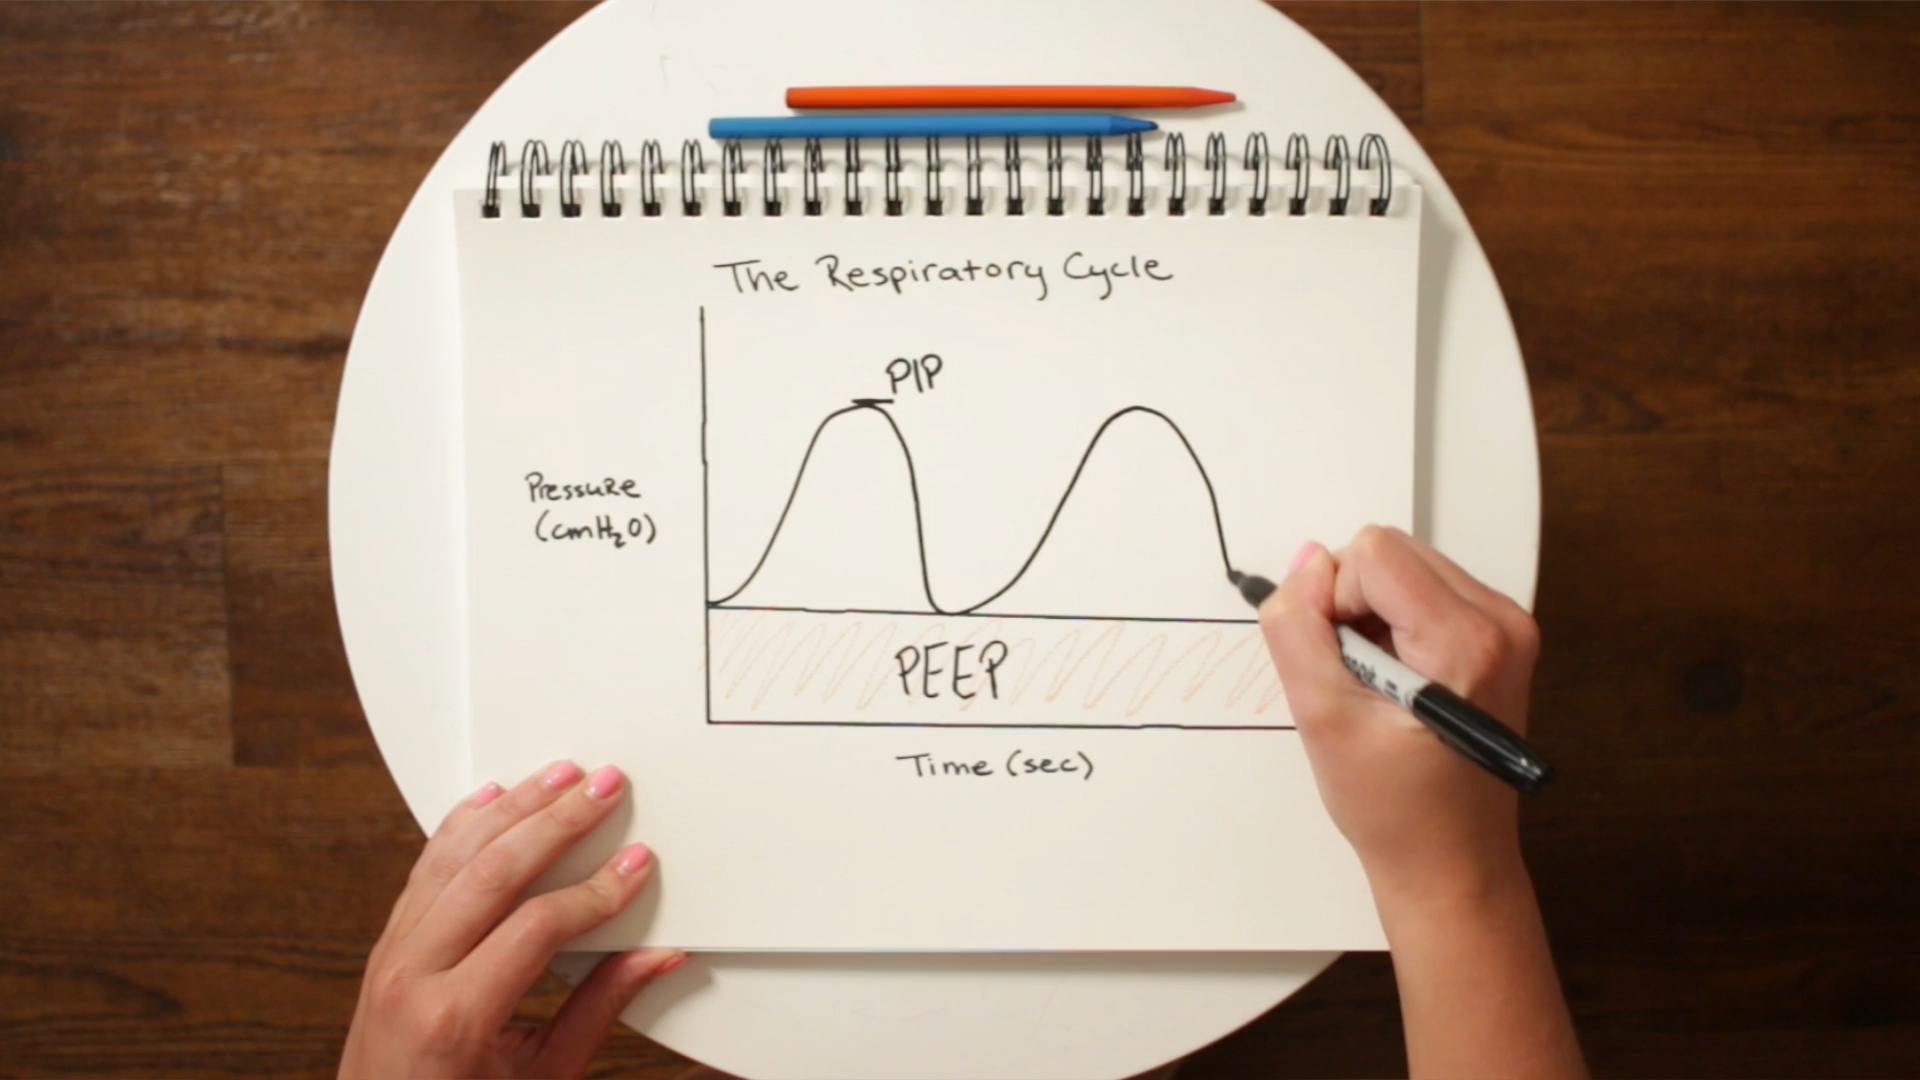 The Respiratory Cycle
PIP
Pressure
(cmH₂O)
PEEP
Time (sec)